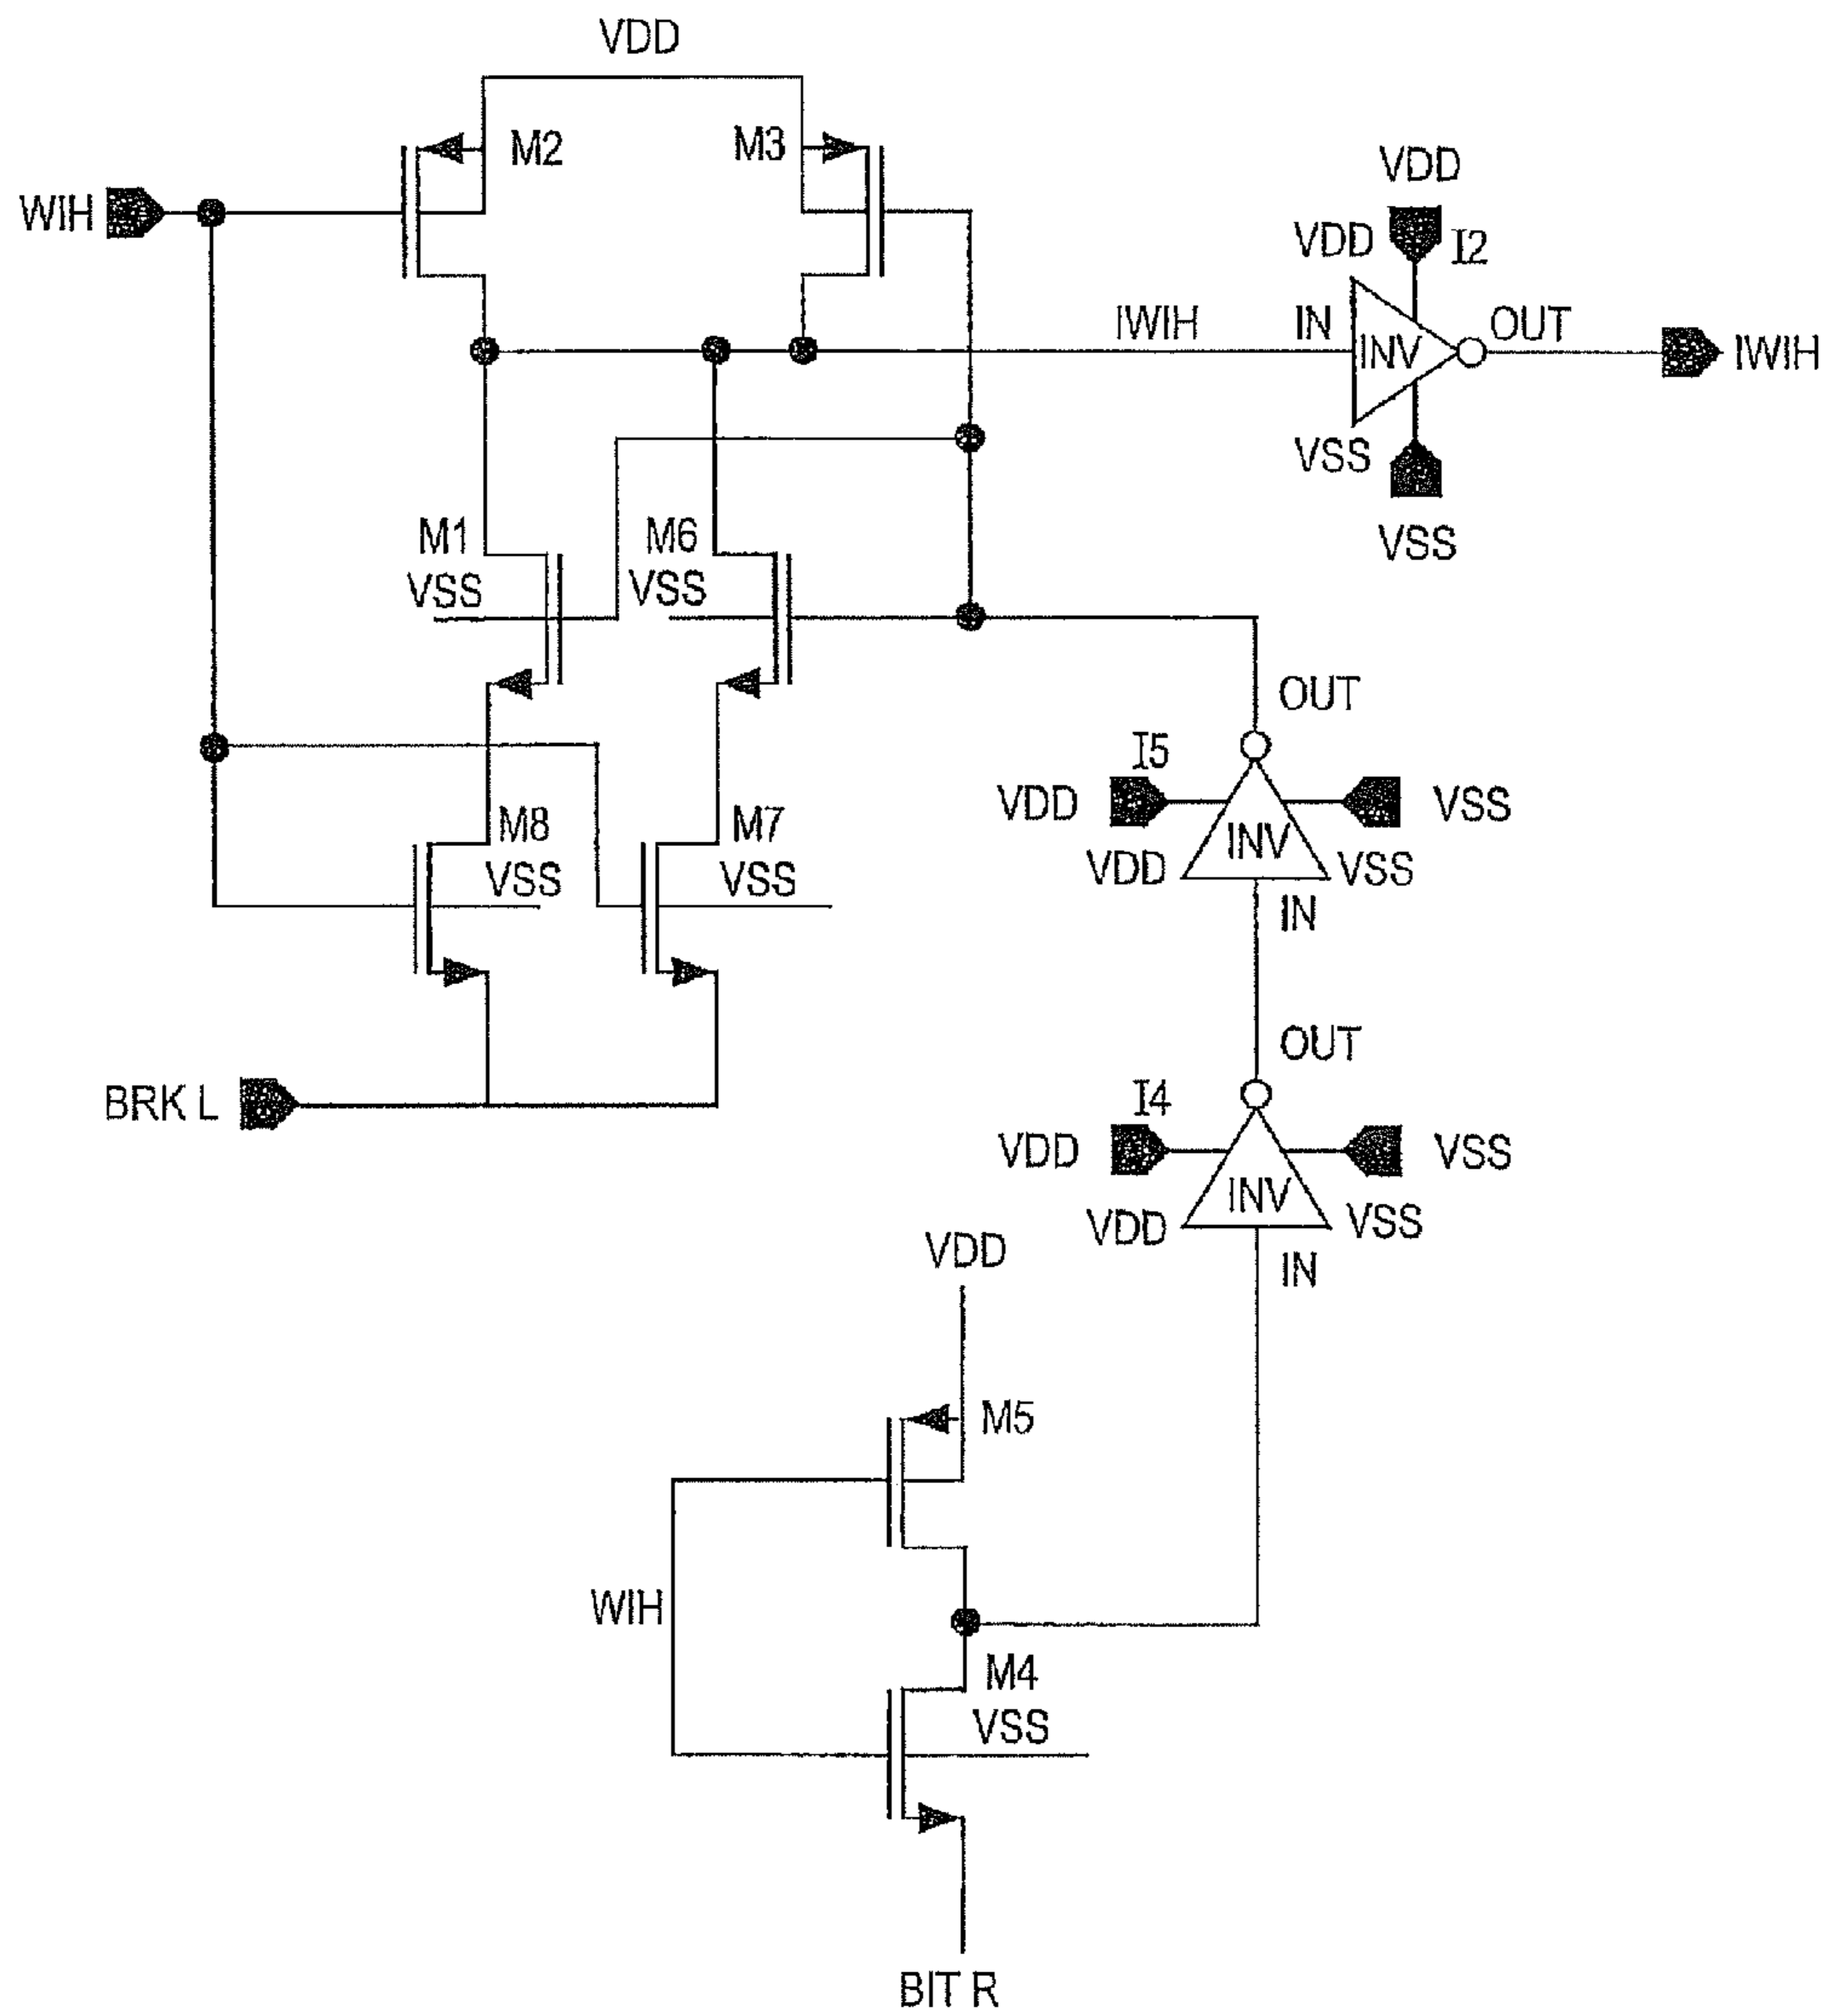 VDD
M2
M3
WIH
VDD
VDD
I2
IWIH
IN
INV
OUT
IWIH
VSS
VSS
M1
VSS
M6
VSS
OUT
I5
VDD
VSS
INV
VDD
VSS
IN
M8
VSS
M7
VSS
BRK L
OUT
I4
VDD
VSS
INV
VDD
VSS
IN
VDD
M5
WIH
M4
VSS
BIT R